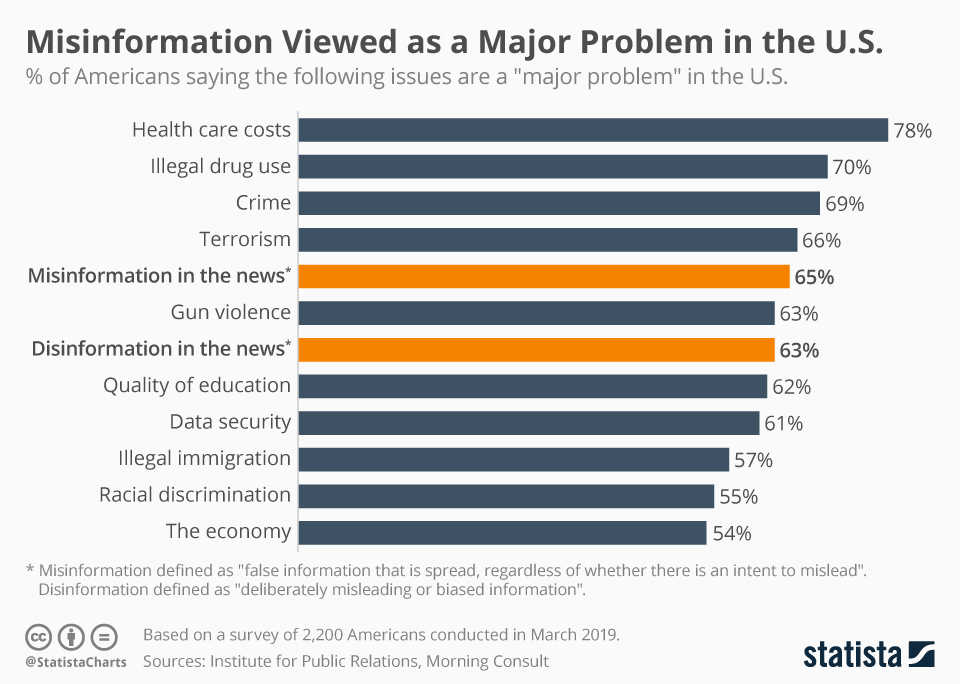 Misinformation Viewed as a Major Problem in the U.S.
% of Americans saying the following issues are a "major problem" in the U.S.
Health care costs 78%
Illegal drug use 70%
Crime 69%
Terrorism 66%
Misinformation in the news* 65%
Gun violence 63%
Disinformation in the news* 63%
Quality of education 62%
Data security 61%
Illegal immigration 57%
Racial discrimination 55%
The economy 54%
* Misinformation defined as "false information that is spread, regardless of whether there is an intent to mislead".
Disinformation defined as "deliberately misleading or biased information".
cc
@StatistaCharts
Based on a survey of 2,200 Americans conducted in March 2019.
Sources: Institute for Public Relations, Morning Consult
statista